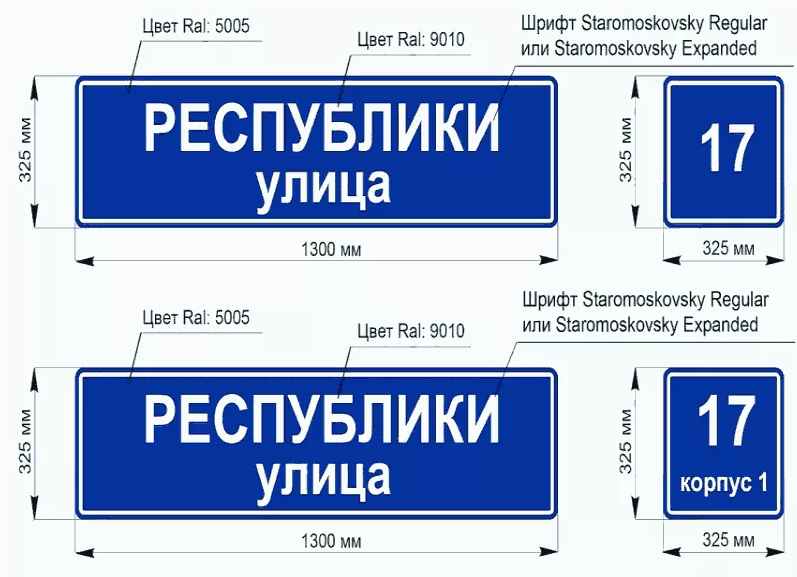 Цвет Ral: 5005
Цвет Ral: 9010
Шрифт Staromoskovsky Regular
или Staromoskovsky Expanded
325 мм
РЕСПУБЛИКИ
улица
325 мм
17
1300 мм
325 мм
Цвет Ral: 5005
Цвет Ral: 9010
Шрифт Staromoskovsky Regular
или Staromoskovsky Expanded
325 мм
РЕСПУБЛИКИ
улица
325 мм
17
корпус 1
1300 мм
325 мм